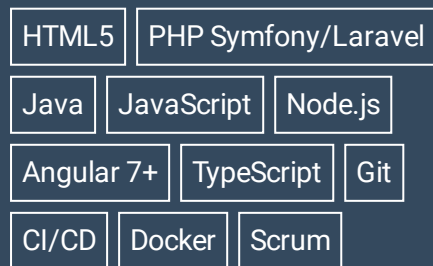 HTML5 PHP Symfony/Laravel
Java JavaScript Node.js
Angular 7+ TypeScript Git
CI/CD Docker Scrum